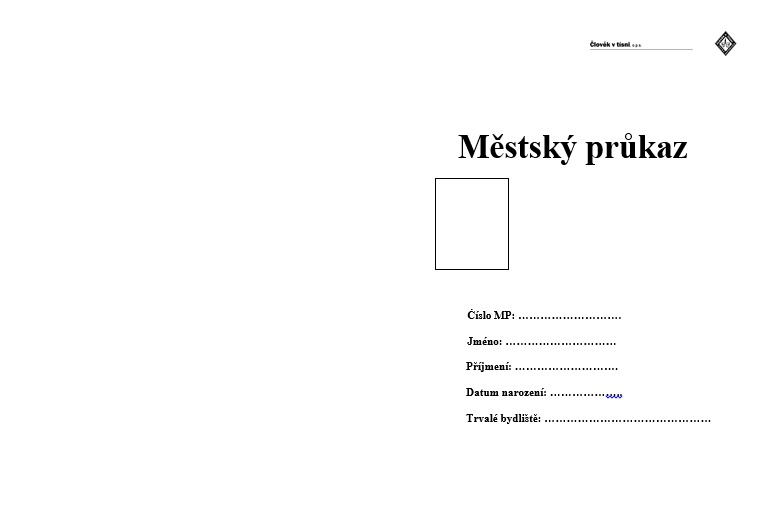 Člověk v tísni, o.p.s.
Městský průkaz
Číslo MP: ……………………….
Jméno: …………………………
Příjmení: ……………………….
Datum narození: ………………..
Trvalé bydliště: ………………………………………